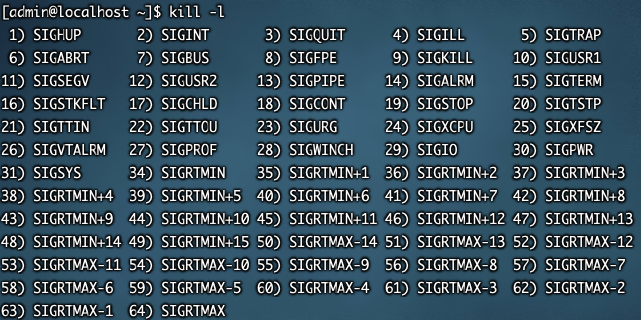 [admin@localhost ~]$ kill -l
1) SIGHUP 2) SIGINT 3) SIGQUIT 4) SIGILL 5) SIGTRAP
6) SIGABRT 7) SIGBUS 8) SIGFPE 9) SIGKILL 10) SIGUSR1
11) SIGSEGV 12) SIGUSR2 13) SIGPIPE 14) SIGALRM 15) SIGTERM
16) SIGSTKFLT 17) SIGCHLD 18) SIGCONT 19) SIGSTOP 20) SIGTSTP
21) SIGTTIN 22) SIGTTOU 23) SIGURG 24) SIGXCPU 25) SIGXFSZ
26) SIGVTALRM 27) SIGPROF 28) SIGWINCH 29) SIGIO 30) SIGPWR
31) SIGSYS 34) SIGRTMIN 35) SIGRTMIN+1 36) SIGRTMIN+2 37) SIGRTMIN+3
38) SIGRTMIN+4 39) SIGRTMIN+5 40) SIGRTMIN+6 41) SIGRTMIN+7 42) SIGRTMIN+8
43) SIGRTMIN+9 44) SIGRTMIN+10 45) SIGRTMIN+11 46) SIGRTMIN+12 47) SIGRTMIN+13
48) SIGRTMIN+14 49) SIGRTMIN+15 50) SIGRTMAX-14 51) SIGRTMAX-13 52) SIGRTMAX-12
53) SIGRTMAX-11 54) SIGRTMAX-10 55) SIGRTMAX-9 56) SIGRTMAX-8 57) SIGRTMAX-7
58) SIGRTMAX-6 59) SIGRTMAX-5 60) SIGRTMAX-4 61) SIGRTMAX-3 62) SIGRTMAX-2
63) SIGRTMAX-1 64) SIGRTMAX